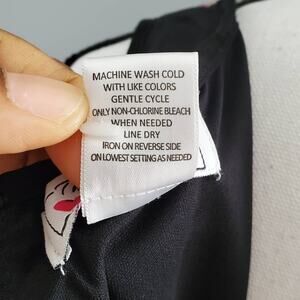 MACHINE WASH COLD
WITH LIKE COLORS
GENTLE CYCLE
ONLY NON-CHLORINE BLEACH
WHEN NEEDED
LINE DRY
IRON ON REVERSE SIDE
ON LOWEST SETTING AS NEEDED